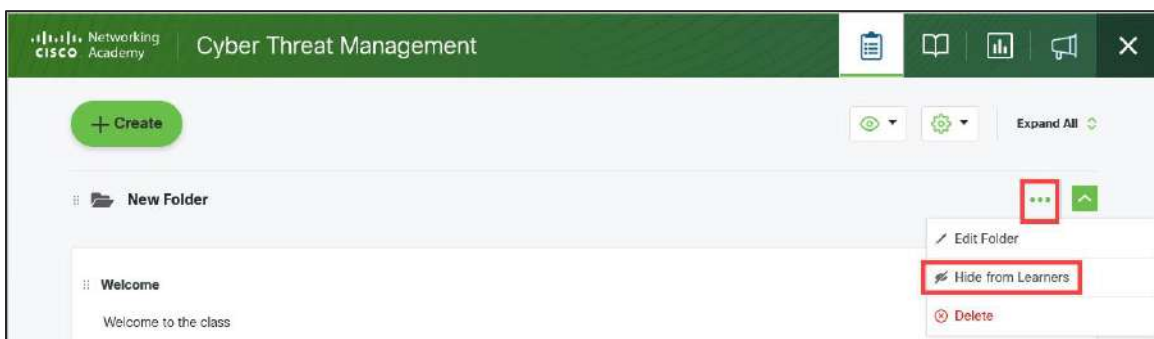 Networking
CISCO Academy
Cyber Threat Management
+ Create
Expand All
New Folder
Edit Folder
Hide from Learners
Delete
Welcome
Welcome to the class